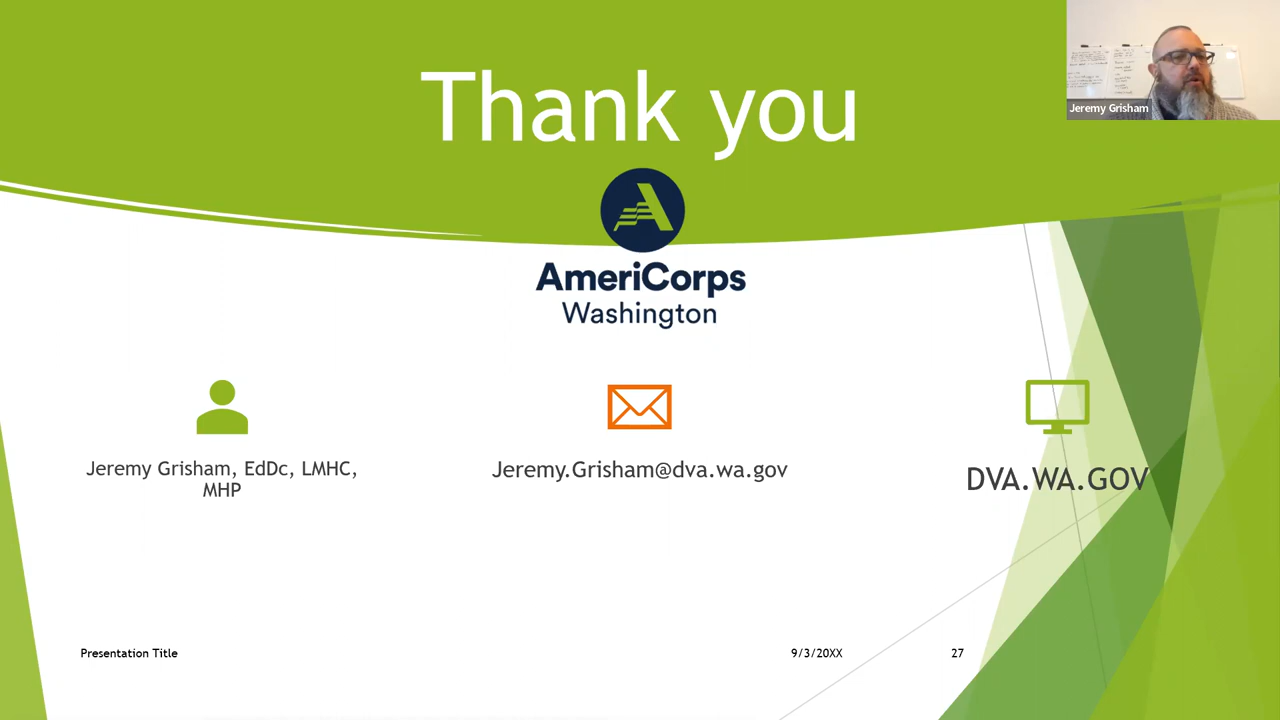 Thank you
Jeremy Grisham
AmeriCorps
Washington
Jeremy Grisham, EdDc, LMHC,
MHP
Jeremy.Grisham@dva.wa.gov
DVA.WA.GOV
Presentation Title
9/3/20XX
27